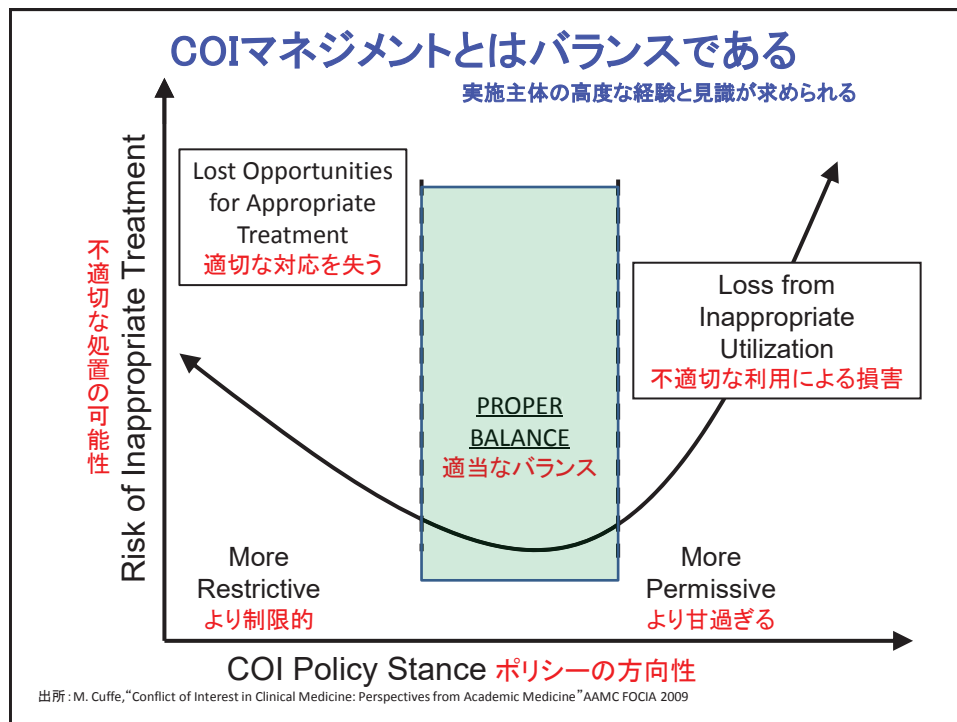 COIマネジメントとはバランスである
実施主体の高度な経験と見識が求められる
Risk of Inappropriate Treatment
不適切な処置の可能性
Lost Opportunities
for Appropriate
Treatment
適切な対応を失う
PROPER
BALANCE
適当なバランス
Loss from
Inappropriate
Utilization
不適切な利用による損害
More
Restrictive
より制限的
More
Permissive
より甘過ぎる
COI Policy Stance ポリシーの方向性
出所：M. Cuffe,“Conflict of Interest in Clinical Medicine: Perspectives from Academic Medicine”AAMC FOCIA 2009